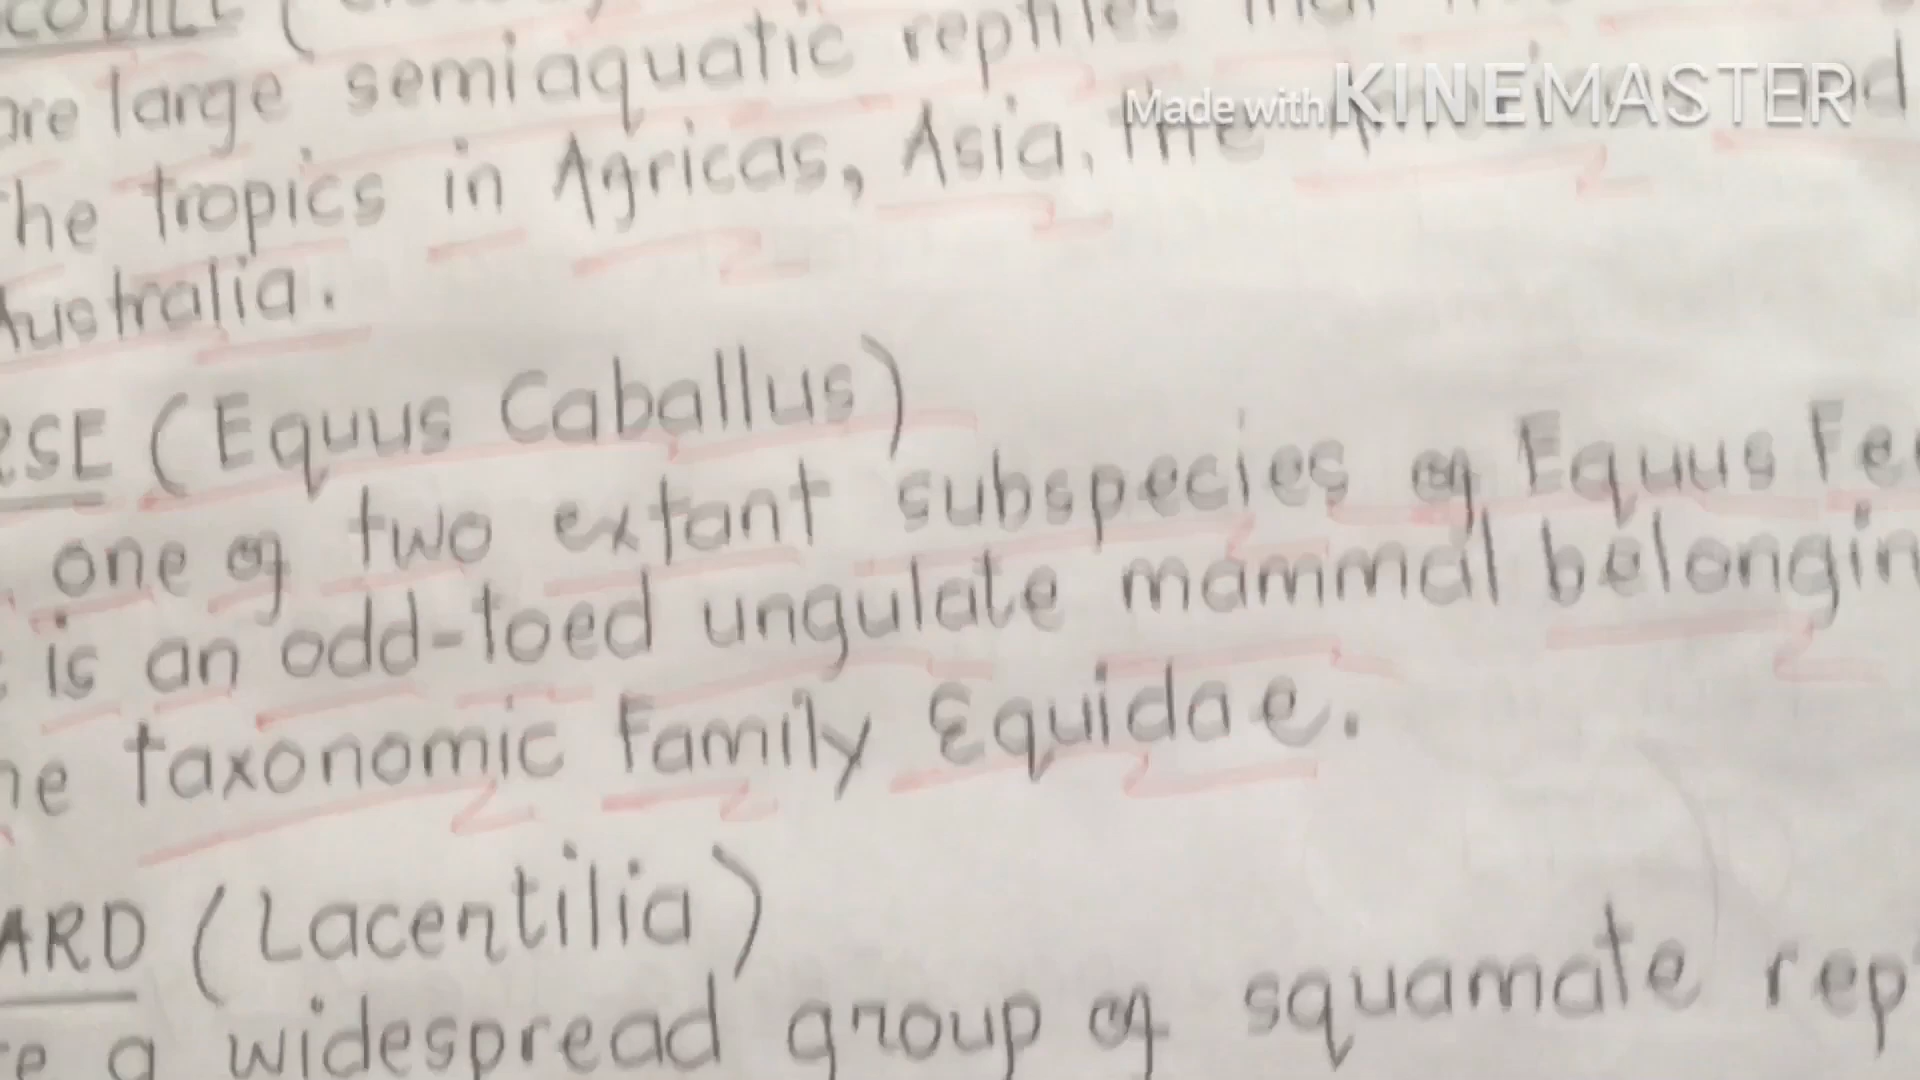 are large semiaquatic reptiles
Made with KINEMASTER
the tropics in Agricas, Asia, the
Australia.
RSE (Equus Caballus)
one of two extant subspecies of Equus Fe
is an odd-toed ungulate mammal belongin
he taxonomic Family Equidae.
ARD (Lacertilia)
a widespread group of squamate rep